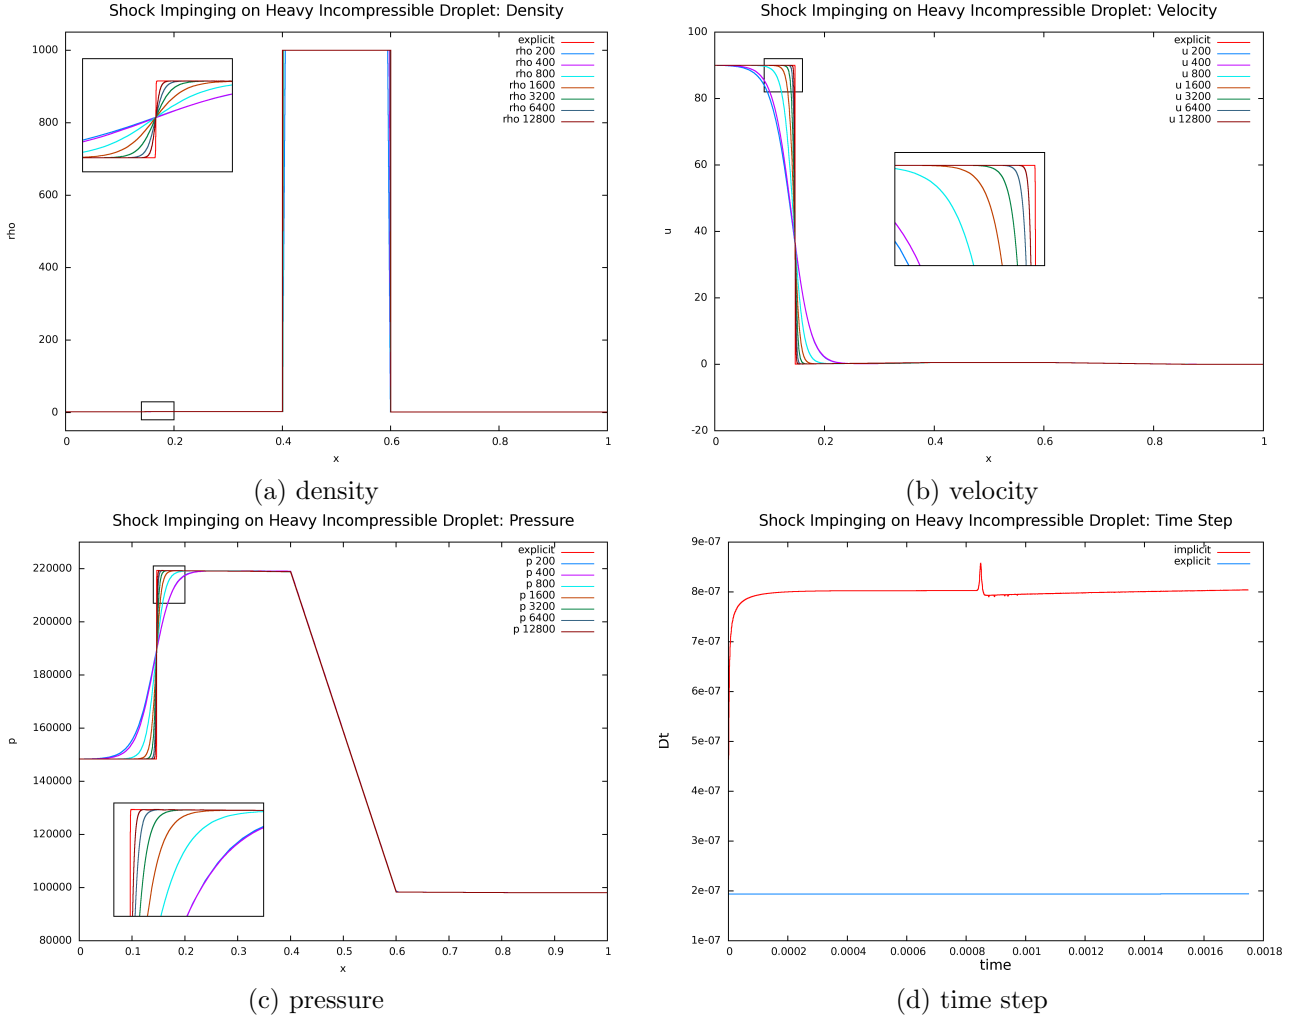 Shock Impinging on Heavy Incompressible Droplet: Density
1000
800
600
400
200
0
rho
0
0.2
0.4
0.6
0.8
1
x
explicit
rho 200
rho 400
rho 800
rho 1600
rho 3200
rho 6400
rho 12800
(a) density
Shock Impinging on Heavy Incompressible Droplet: Velocity
100
80
60
40
20
0
-20
u
0
0.2
0.4
0.6
0.8
1
x
explicit
u 200
u 400
u 800
u 1600
u 3200
u 6400
u 12800
(b) velocity
Shock Impinging on Heavy Incompressible Droplet: Pressure
220000
200000
180000
160000
140000
120000
100000
80000
p
0
0.1
0.2
0.3
0.4
0.5
0.6
0.7
0.8
0.9
1
x
explicit
p 200
p 400
p 800
p 1600
p 3200
p 6400
p 12800
(c) pressure
Shock Impinging on Heavy Incompressible Droplet: Time Step
9e-07
8e-07
7e-07
6e-07
5e-07
4e-07
3e-07
2e-07
1e-07
Dt
0
0.0002
0.0004
0.0006
0.0008
0.001
0.0012
0.0014
0.0016
0.0018
time
implicit
explicit
(d) time step